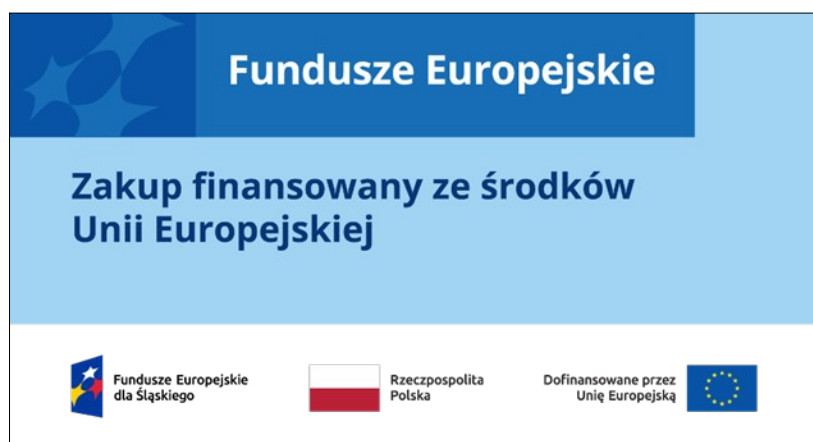 Fundusze Europejskie
Zakup finansowany ze środków
Unii Europejskiej
Fundusze Europejskie
dla Śląskiego
Rzeczpospolita
Polska
Dofinansowane przez
Unię Europejską